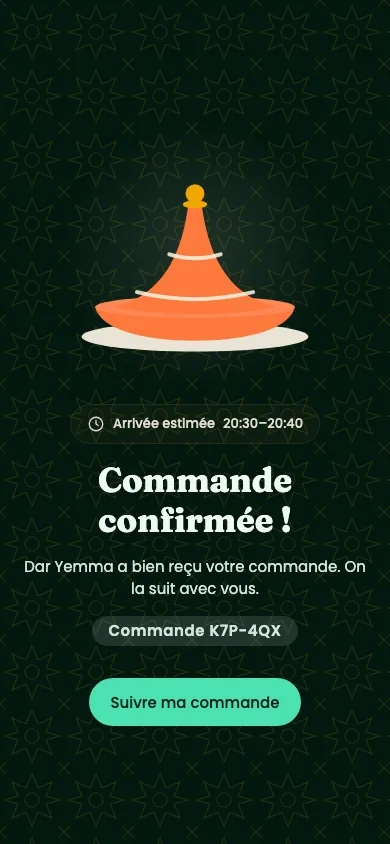 Arrivée estimée 20:30–20:40
Commande
confirmée !
Dar Yemma a bien reçu votre commande. On
la suit avec vous.
Commande K7P-4QX
Suivre ma commande